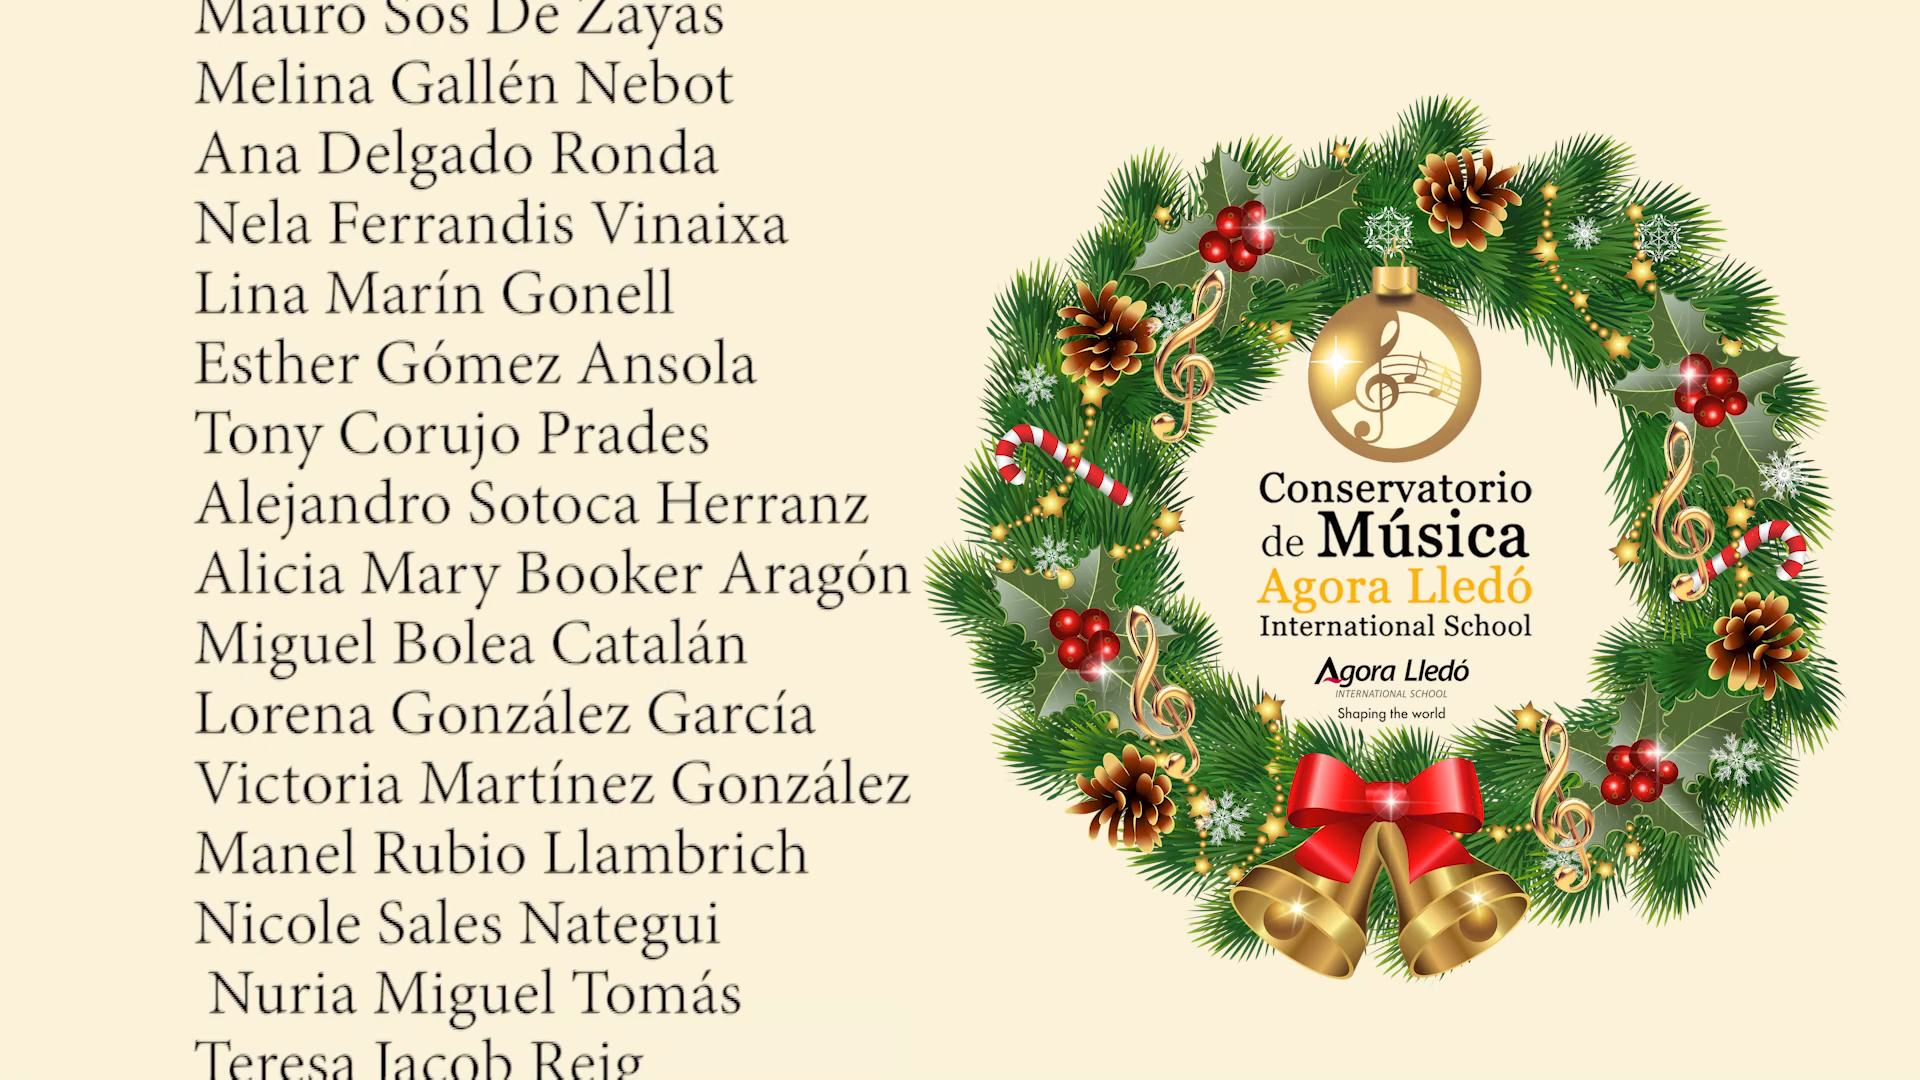 Mauro Sos De Zayas
Melina Gallén Nebot
Ana Delgado Ronda
Nela Ferrandis Vinaixa
Lina Marín Gonell
Esther Gómez Ansola
Tony Corujo Prades
Alejandro Sotoca Herranz
Alicia Mary Booker Aragón
Miguel Bolea Catalán
Lorena González García
Victoria Martínez González
Manel Rubio Llambrich
Nicole Sales Nategui
Nuria Miguel Tomás
Teresa Jacob Reig
Conservatorio
de Música
Agora Lledó
International School
Agora Lledó
INTERNATIONAL SCHOOL
Shaping the world